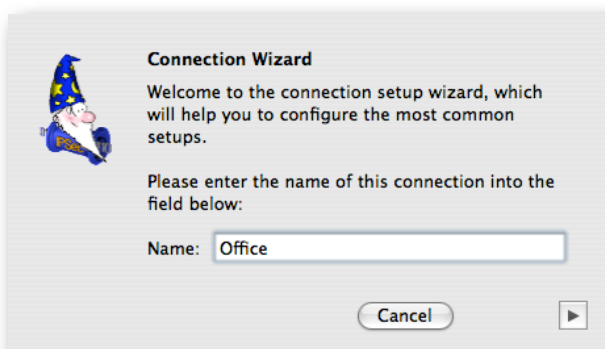 Connection Wizard
Welcome to the connection setup wizard, which
will help you to configure the most common
setups.
Please enter the name of this connection into the
field below:
Name: Office
Cancel